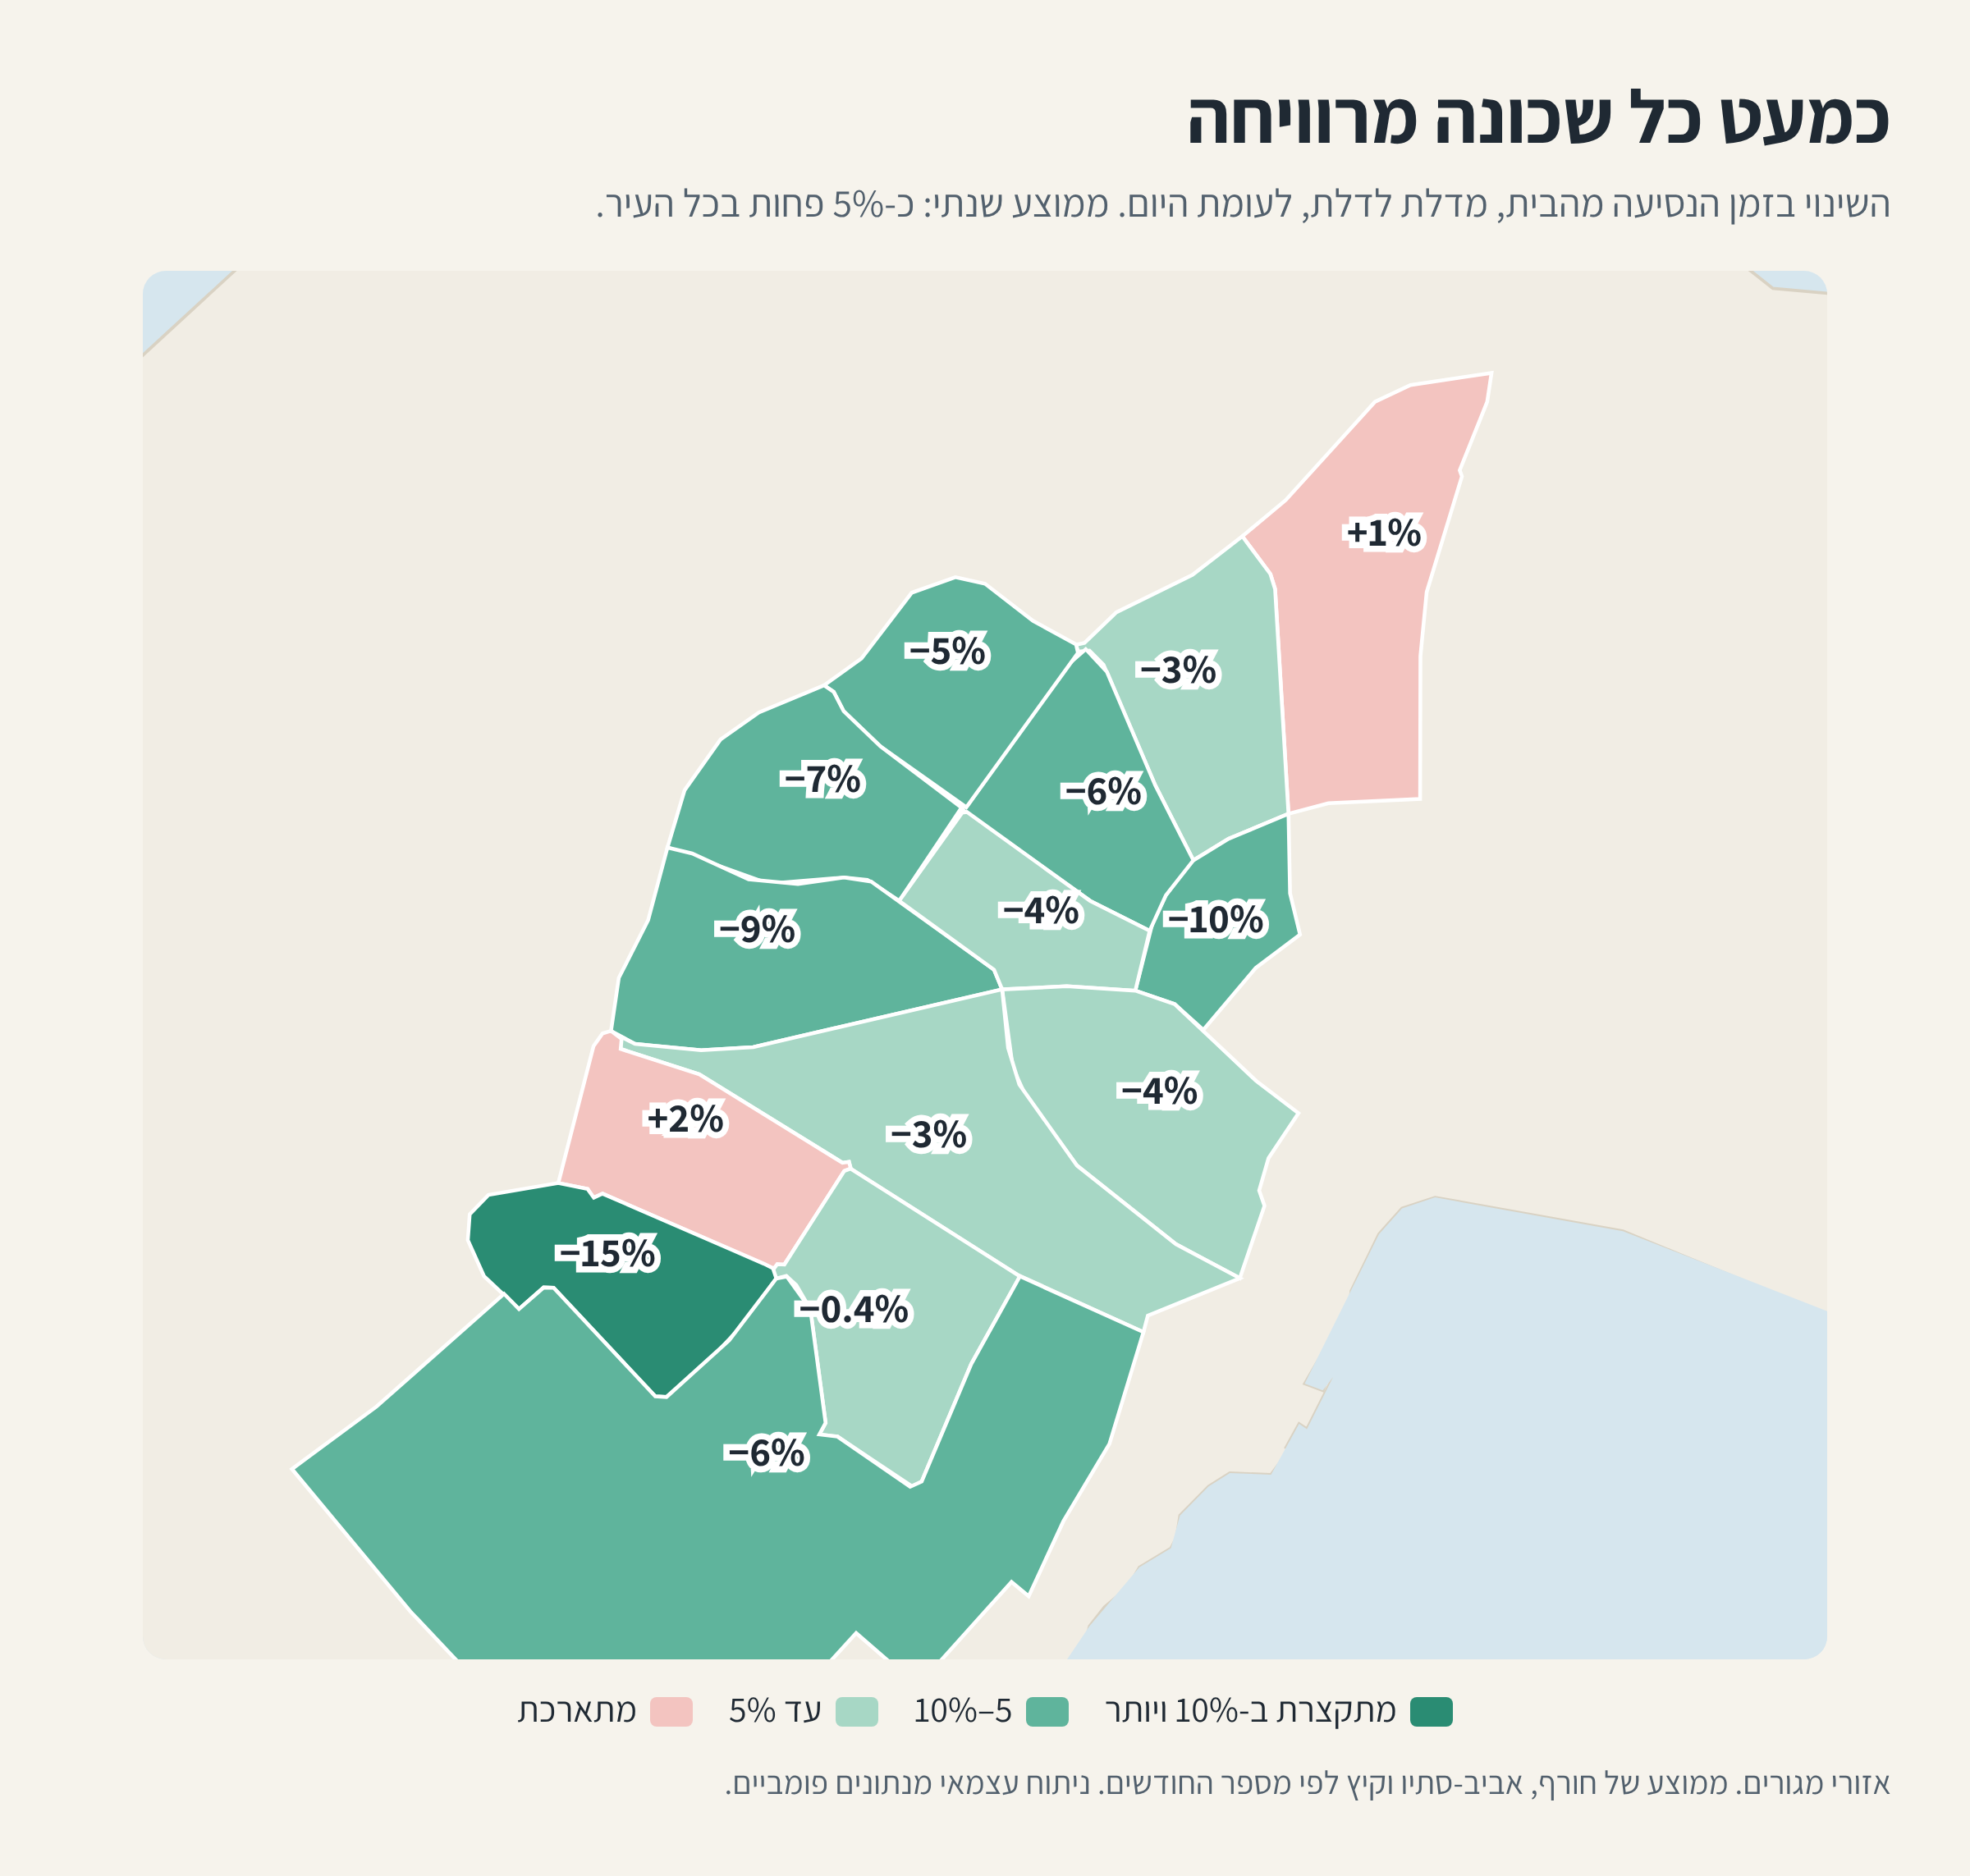 כמעט כל שכונה מרוויחה
השינוי בזמן הנסיעה מהבית, מדלת לדלת, לעומת היום. ממוצע שנתי: כ-5% פחות בכל העיר.
+1%
−5%
−3%
−7%
−6%
−4%
−10%
−9%
−4%
+2%
−3%
−15%
−0.4%
−6%
מתקצרת ב-10% ויותר
5–10%
עד 5%
מתארכת
אזורי מגורים. ממוצע של חורף, אביב-סתיו וקיץ לפי מספר החודשים. ניתוח עצמאי מנתונים פומביים.